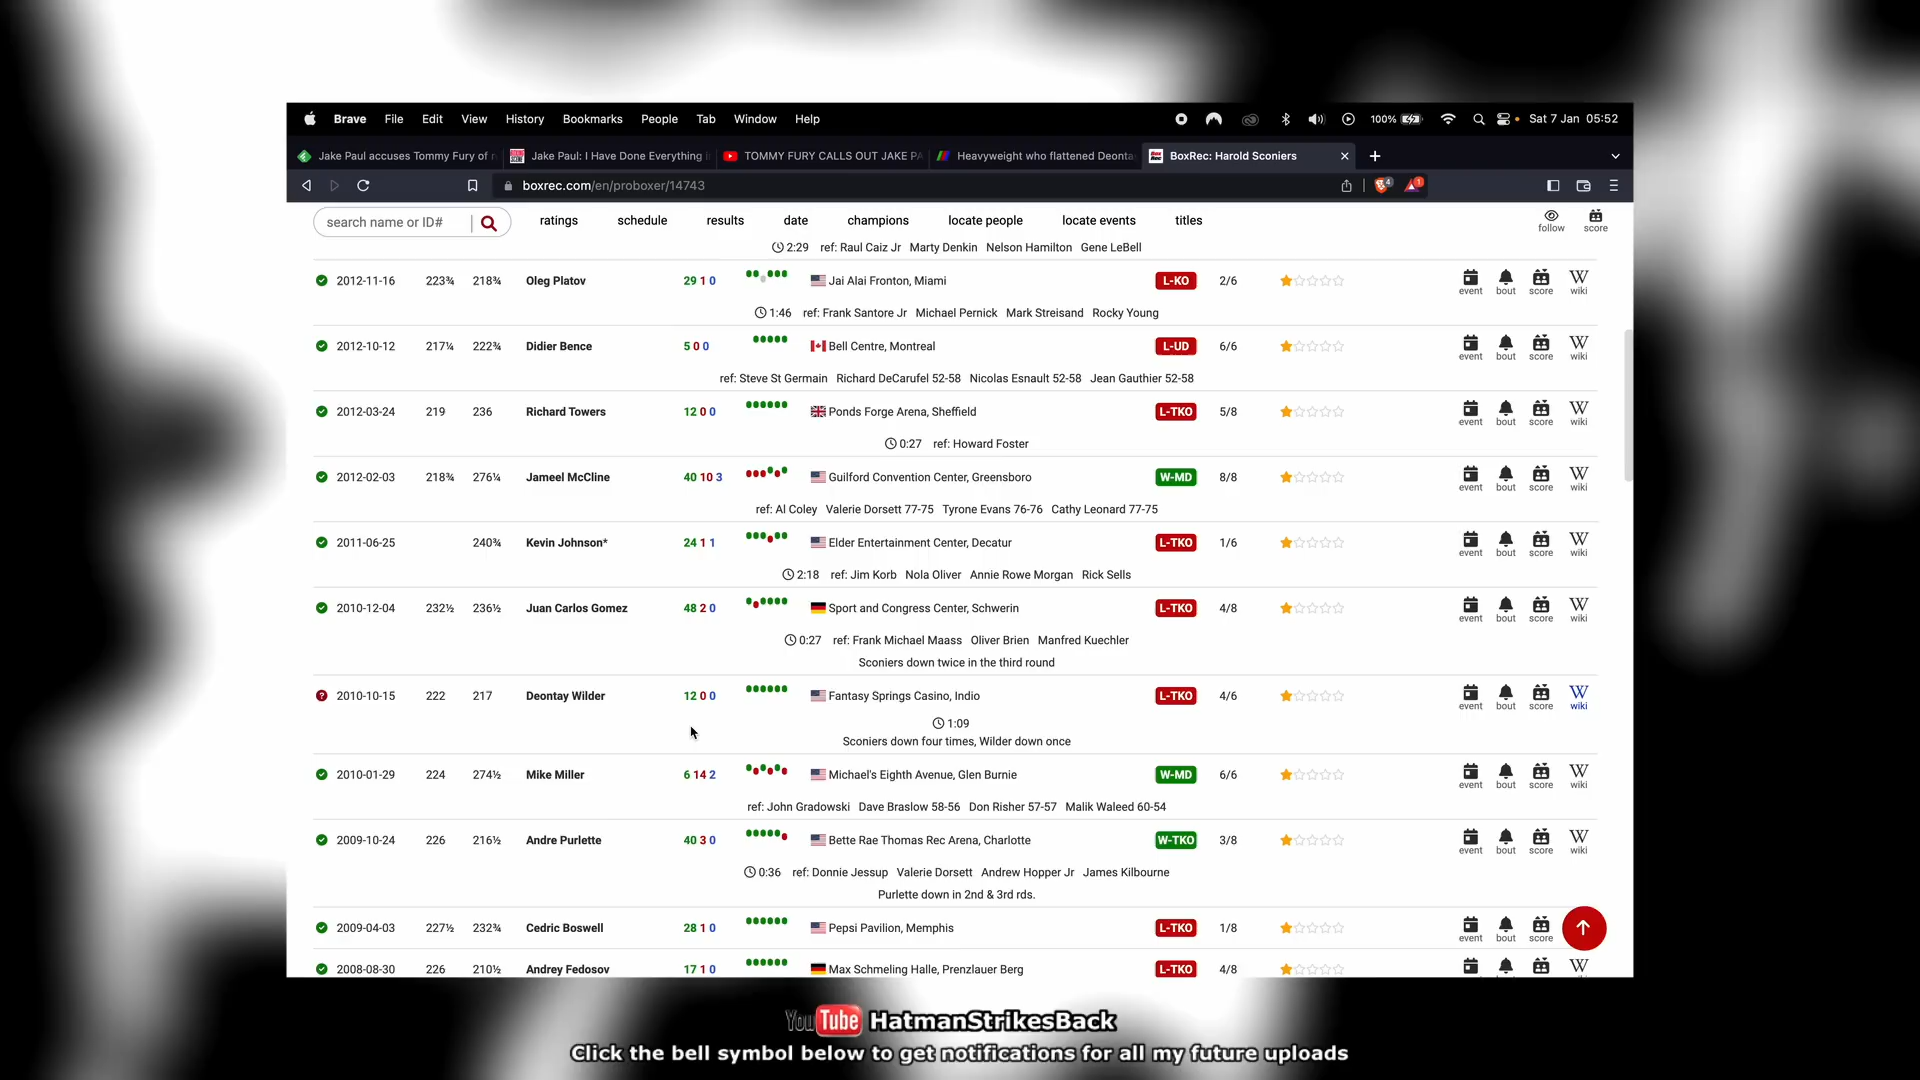 Brave File Edit View History Bookmarks People Tab Window Help 100% Sat 7 Jan 05:52
Jake Paul accuses Tommy Fury of r Jake Paul: I Have Done Everything i TOMMY FURY CALLS OUT JAKE PA Heavyweight who flattened Deonta BoxRec: Harold Sconiers
boxrec.com/en/proboxer/14743 4 1
search name or ID# ratings schedule results date champions locate people locate events titles follow score
2:29 ref: Raul Caiz Jr Marty Denkin Nelson Hamilton Gene LeBell
2012-11-16 223¾ 218¾ Oleg Platov 29 1 0 Jai Alai Fronton, Miami L-KO 2/6 event bout score wiki
1:46 ref: Frank Santore Jr Michael Pernick Mark Streisand Rocky Young
2012-10-12 217¼ 222¾ Didier Bence 5 0 0 Bell Centre, Montreal L-UD 6/6 event bout score wiki
ref: Steve St Germain Richard DeCarufel 52-58 Nicolas Esnault 52-58 Jean Gauthier 52-58
2012-03-24 219 236 Richard Towers 12 0 0 Ponds Forge Arena, Sheffield L-TKO 5/8 event bout score wiki
0:27 ref: Howard Foster
2012-02-03 218¾ 276¼ Jameel McCline 40 10 3 Guilford Convention Center, Greensboro W-MD 8/8 event bout score wiki
ref: Al Coley Valerie Dorsett 77-75 Tyrone Evans 76-76 Cathy Leonard 77-75
2011-06-25 240¾ Kevin Johnson* 24 1 1 Elder Entertainment Center, Decatur L-TKO 1/6 event bout score wiki
2:18 ref: Jim Korb Nola Oliver Annie Rowe Morgan Rick Sells
2010-12-04 232½ 236½ Juan Carlos Gomez 48 2 0 Sport and Congress Center, Schwerin L-TKO 4/8 event bout score wiki
0:27 ref: Frank Michael Maass Oliver Brien Manfred Kuechler
Sconiers down twice in the third round
2010-10-15 222 217 Deontay Wilder 12 0 0 Fantasy Springs Casino, Indio L-TKO 4/6 event bout score wiki
1:09
Sconiers down four times, Wilder down once
2010-01-29 224 274½ Mike Miller 6 14 2 Michael's Eighth Avenue, Glen Burnie W-MD 6/6 event bout score wiki
ref: John Gradowski Dave Braslow 58-56 Don Risher 57-57 Malik Waleed 60-54
2009-10-24 226 216½ Andre Purlette 40 3 0 Bette Rae Thomas Rec Arena, Charlotte W-TKO 3/8 event bout score wiki
0:36 ref: Donnie Jessup Valerie Dorsett Andrew Hopper Jr James Kilbourne
Purlette down in 2nd & 3rd rds.
2009-04-03 227½ 232¾ Cedric Boswell 28 1 0 Pepsi Pavilion, Memphis L-TKO 1/8 event bout score
2008-08-30 226 210½ Andrey Fedosov 17 1 0 Max Schmeling Halle, Prenzlauer Berg L-TKO 4/8
YouTube HatmanStrikesBack
Click the bell symbol below to get notifications for all my future uploads